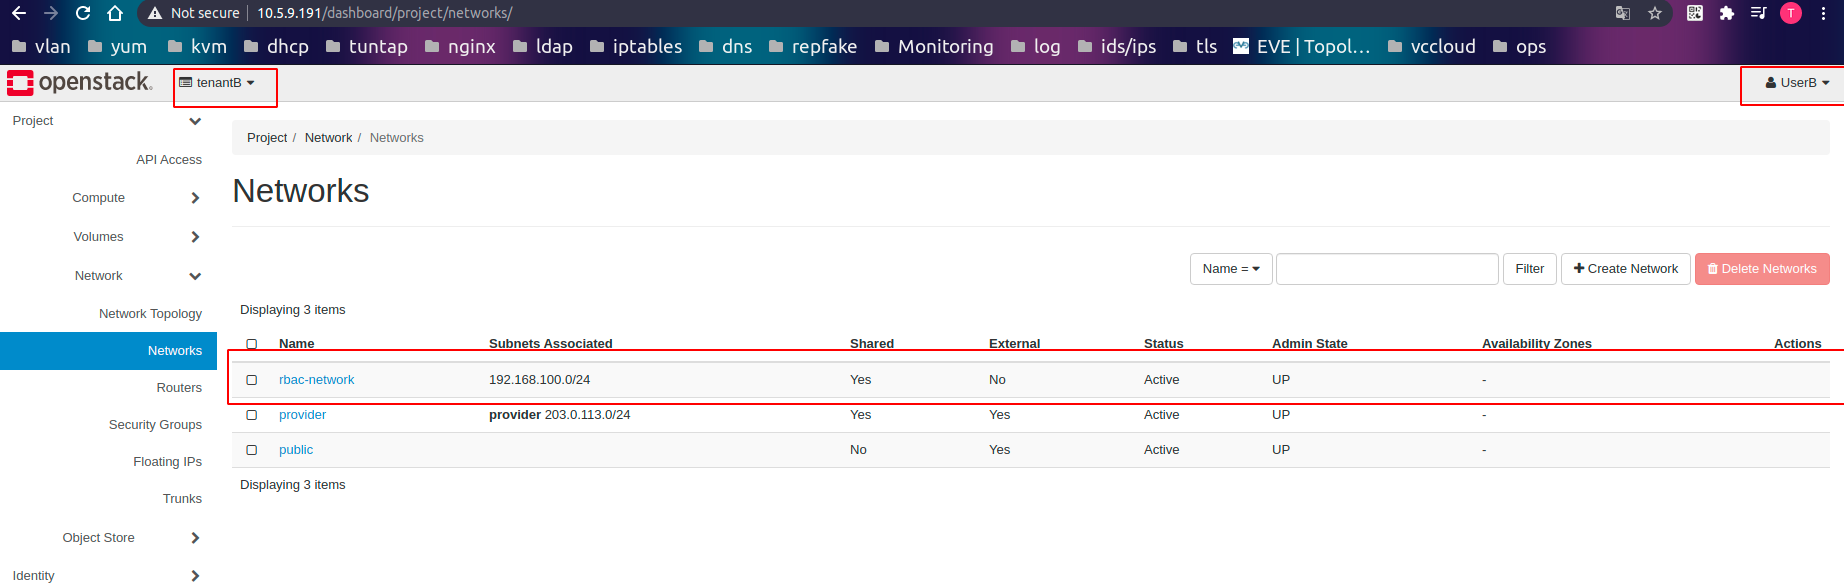 Not secure 10.5.9.191/dashboard/project/networks/ T
vlan yum kvm dhcp tuntap nginx ldap iptables dns repfake Monitoring log ids/ips tls EVE | Topol... vccloud ops
openstack. tenantB UserB
Project
Project / Network / Networks
API Access
Compute
Networks
Volumes
Network
Name = Filter Create Network Delete Networks
Network Topology
Displaying 3 items
Networks
Name Subnets Associated Shared External Status Admin State Availability Zones Actions
rbac-network 192.168.100.0/24 Yes No Active UP -
Routers
provider provider 203.0.113.0/24 Yes Yes Active UP -
Security Groups
public No Yes Active UP -
Floating IPs
Displaying 3 items
Trunks
Object Store
Identity